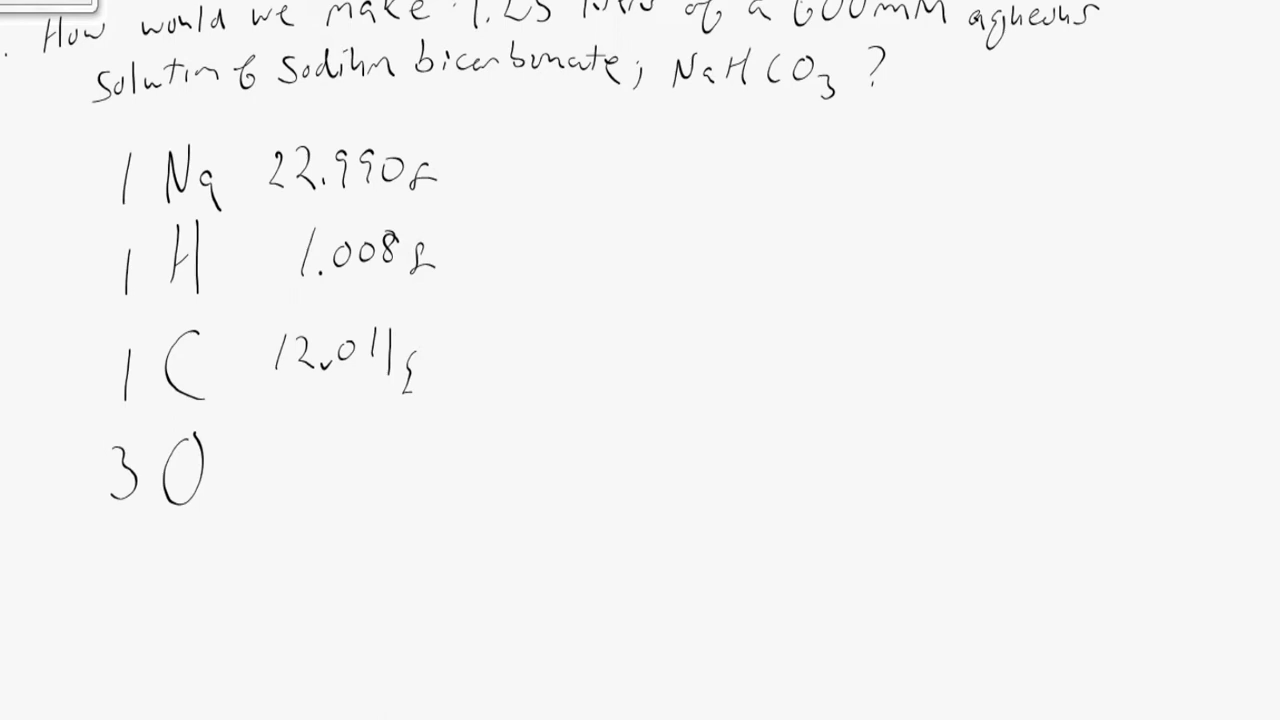 . How would we make 1.25 of a 600mM aqueous
Solution of Sodium bicarbonate; NaHCO3 ?
1 Na 22.990g
1 H 1.008g
1 C 12.011g
3 O